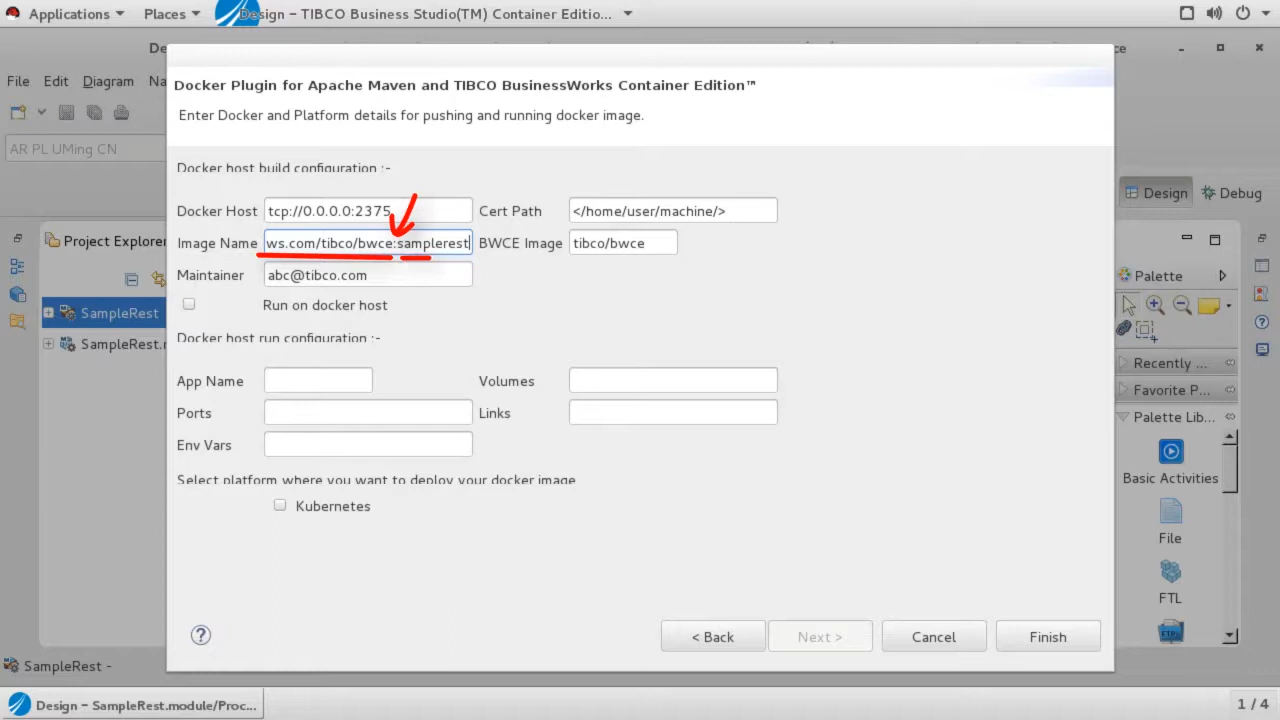 Applications Places Design – TIBCO Business Studio(TM) Container Editio...
File Edit Diagram
AR PL UMing CN
Design Debug
Project Explorer
SampleRest
Docker Plugin for Apache Maven and TIBCO BusinessWorks Container Edition™
Enter Docker and Platform details for pushing and running docker image.
Docker host build configuration :-
Docker Host tcp://0.0.0.0:2375 Cert Path </home/user/machine/>
Image Name ws.com/tibco/bwce:samplerest BWCE Image tibco/bwce
Maintainer abc@tibco.com
Run on docker host
Docker host run configuration :-
App Name Volumes
Ports Links
Env Vars
Select platform where you want to deploy your docker image
Kubernetes
? < Back Next > Cancel Finish
Palette
Recently ...
Favorite P...
Palette Lib...
Basic Activities
File
FTL
FTP
SampleRest -
Design – SampleRest.module/Proc... 1 / 4